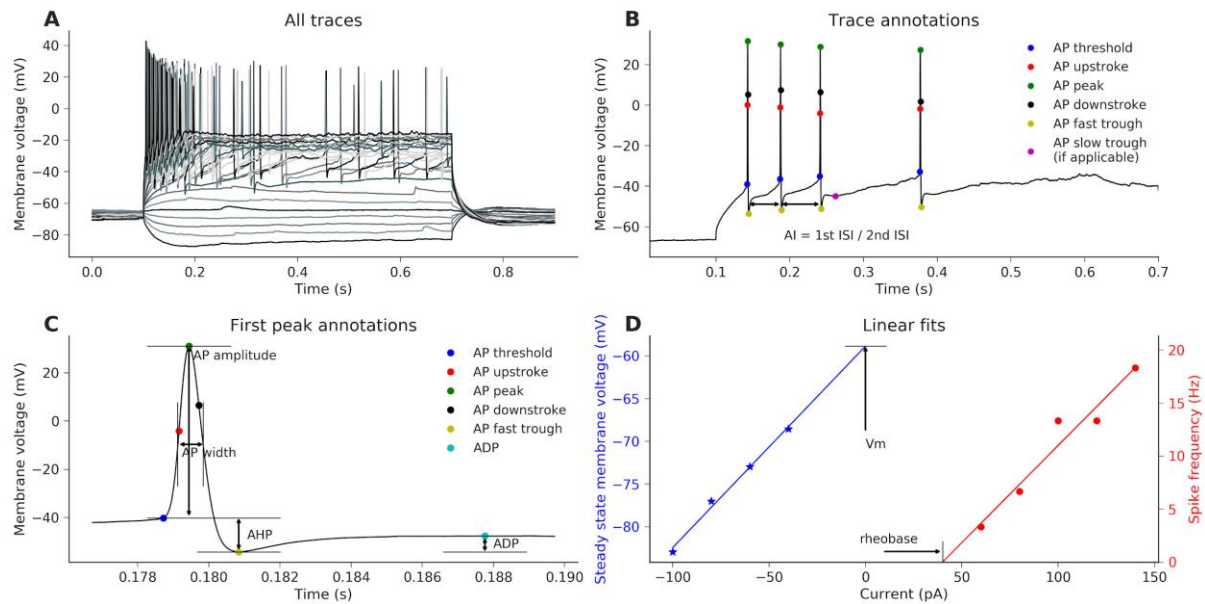 A
All traces
Membrane voltage (mV)
40
20
0
−20
−40
−60
−80
0.0
0.2
0.4
0.6
0.8
Time (s)
B
Trace annotations
Membrane voltage (mV)
20
0
−20
−40
−60
0.1
0.2
0.3
0.4
0.5
0.6
0.7
Time (s)
AP threshold
AP upstroke
AP peak
AP downstroke
AP fast trough
AP slow trough
(if applicable)
AI = 1st ISI / 2nd ISI
C
First peak annotations
Membrane voltage (mV)
20
0
−20
−40
0.178
0.180
0.182
0.184
0.186
0.188
0.190
Time (s)
AP amplitude
AP width
AHP
ADP
AP threshold
AP upstroke
AP peak
AP downstroke
AP fast trough
ADP
D
Linear fits
Steady state membrane voltage (mV)
−60
−65
−70
−75
−80
−100
−50
0
50
100
150
Current (pA)
Vm
rheobase
20
15
10
5
0
Spike frequency (Hz)